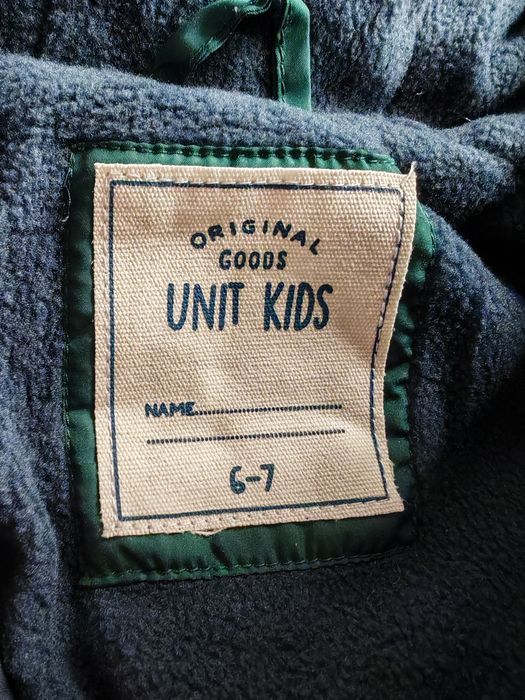 ORIGINAL
GOODS
UNIT KIDS
NAME..............................
..............................
6-7